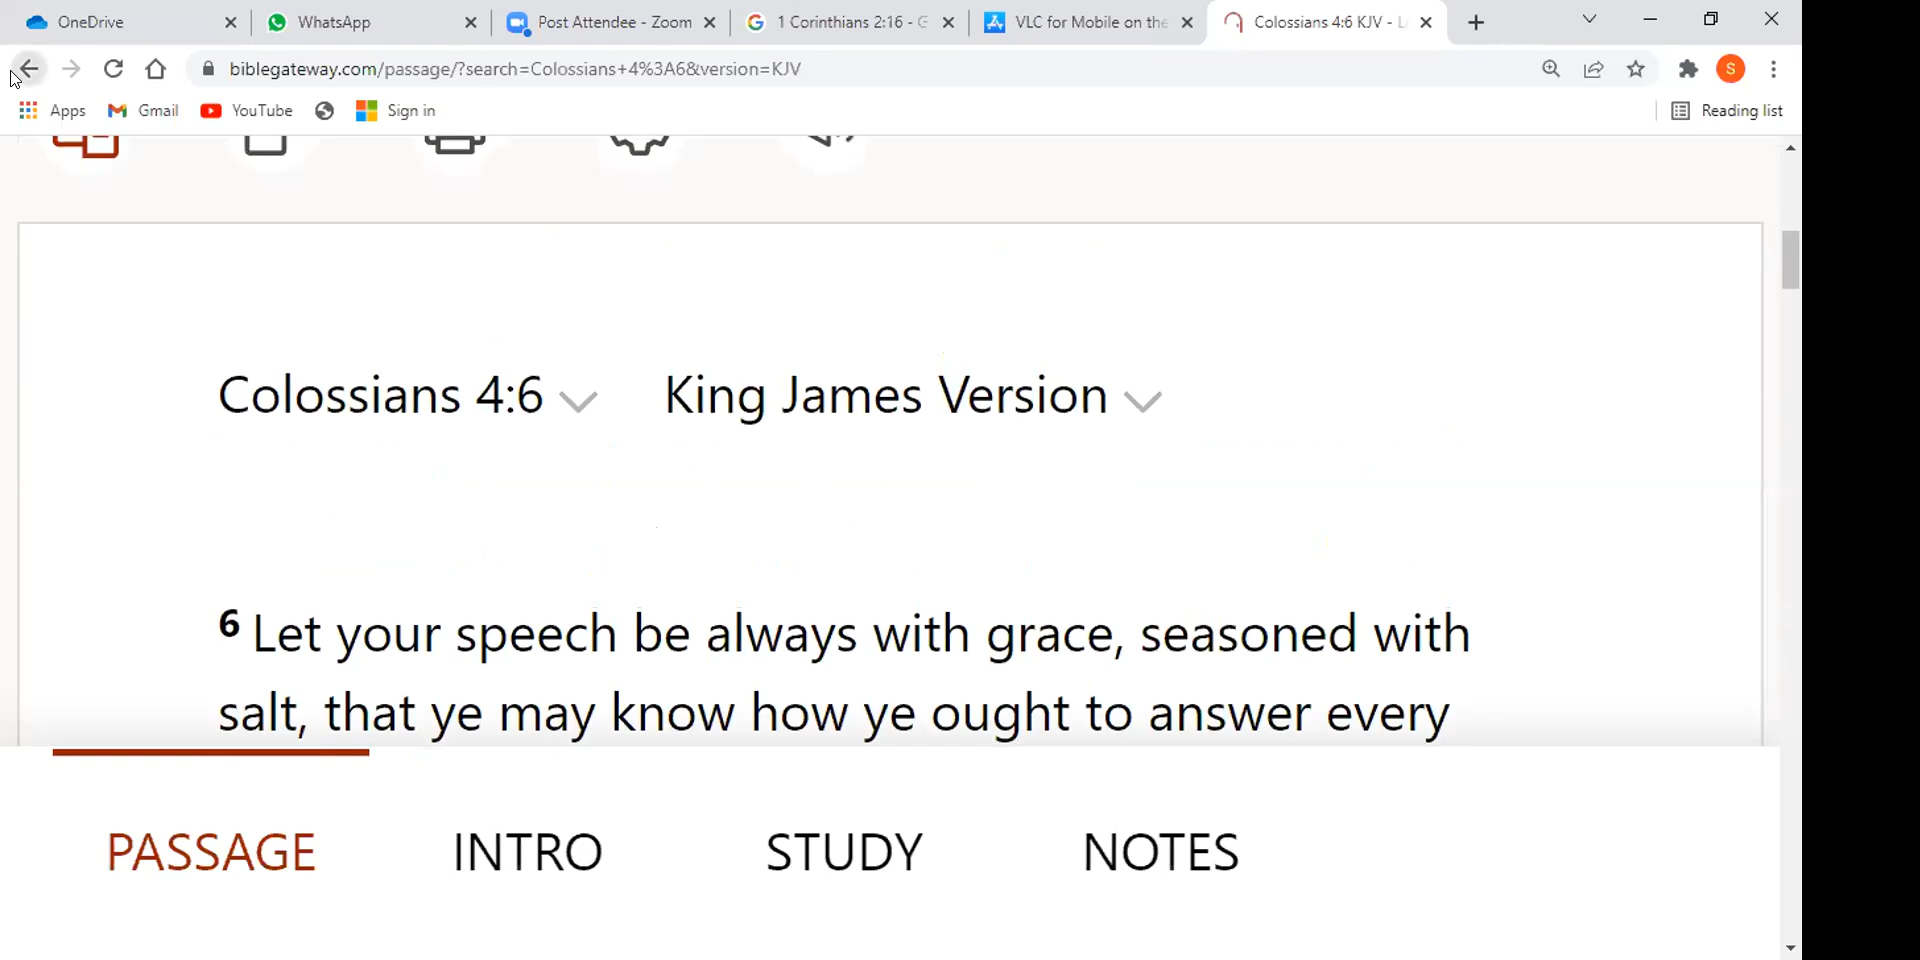 OneDrive
WhatsApp
Post Attendee - Zoom
1 Corinthians 2:16 - G
VLC for Mobile on the
Colossians 4:6 KJV - L
biblegateway.com/passage/?search=Colossians+4%3A6&version=KJV
S
Apps
Gmail
YouTube
Sign in
Reading list
Colossians 4:6
King James Version
6 Let your speech be always with grace, seasoned with
salt, that ye may know how ye ought to answer every
PASSAGE
INTRO
STUDY
NOTES